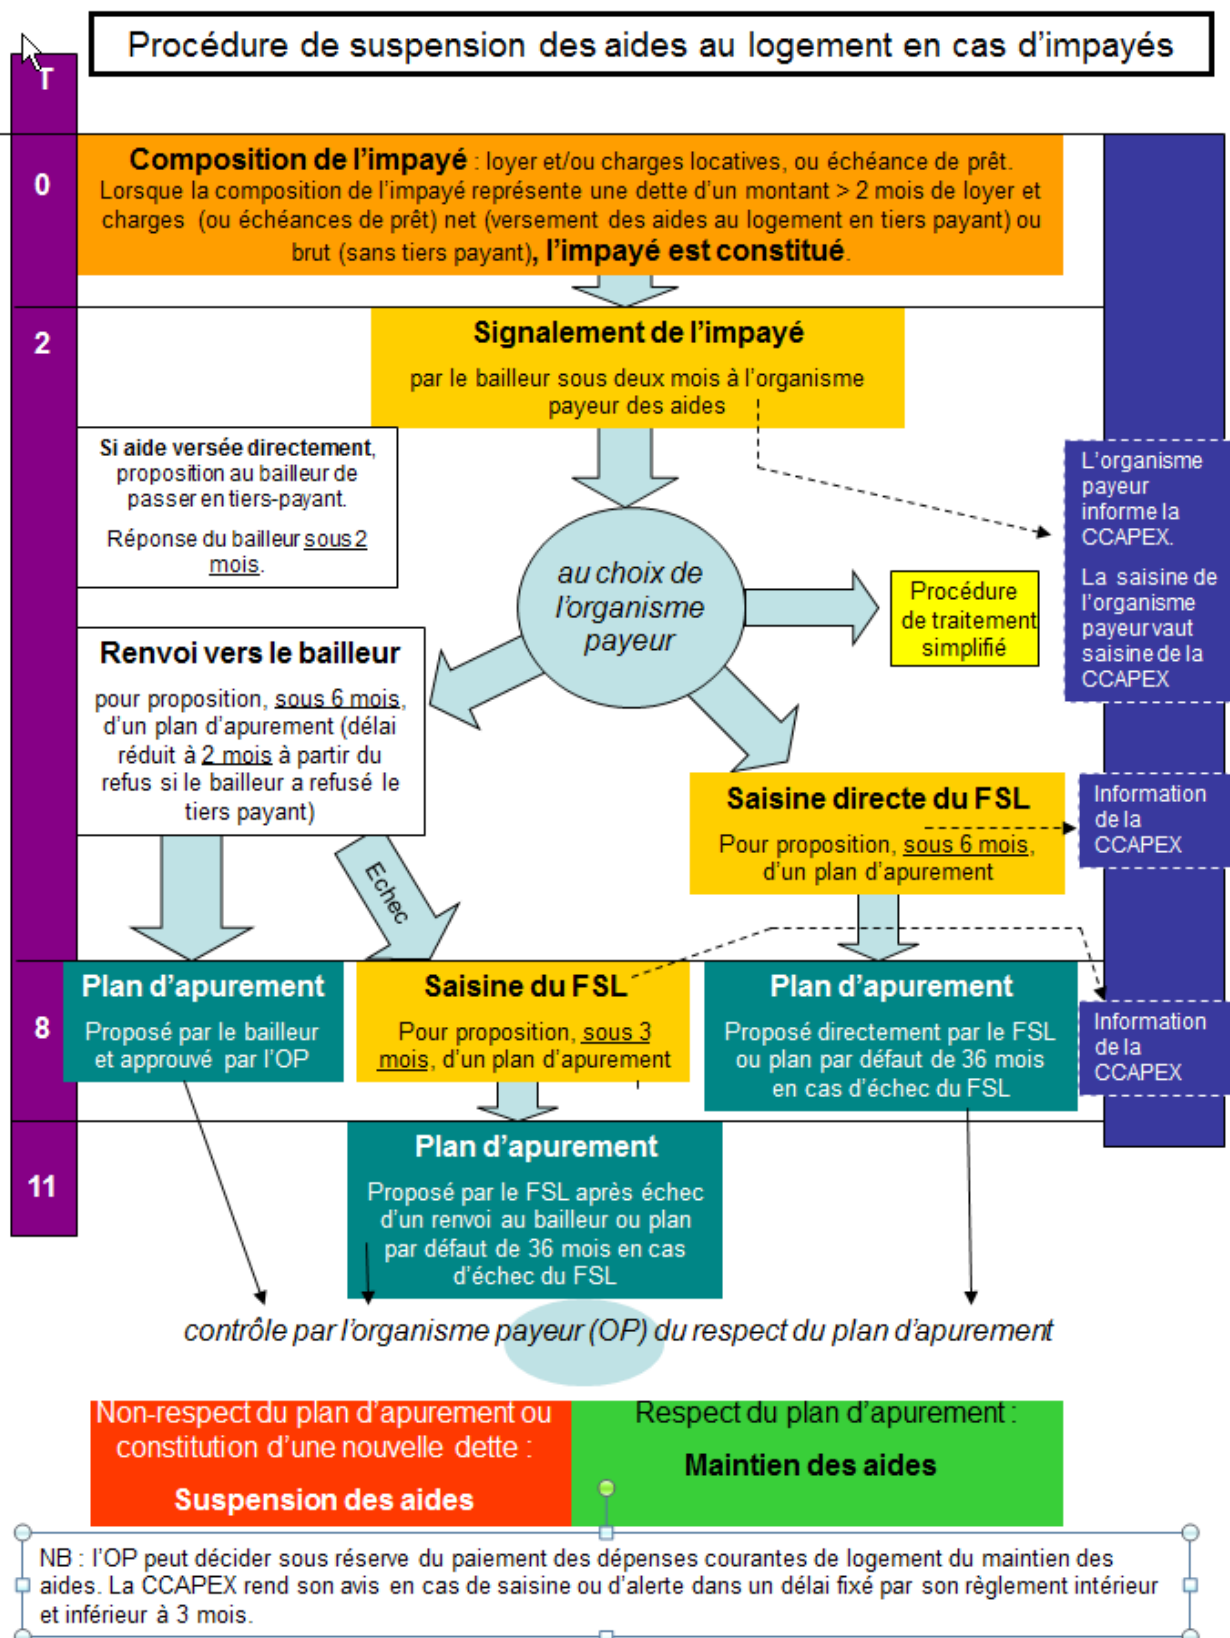 Procédure de suspension des aides au logement en cas d'impayés
T
0
Composition de l'impayé : loyer et/ou charges locatives, ou échéance de prêt.
Lorsque la composition de l'impayé représente une dette d'un montant > 2 mois de loyer et
charges (ou échéances de prêt) net (versement des aides au logement en tiers payant) ou
brut (sans tiers payant), l'impayé est constitué.
2
Signalement de l'impayé
par le bailleur sous deux mois à l'organisme
payeur des aides
Si aide versée directement,
proposition au bailleur de
passer en tiers-payant.
Réponse du bailleur sous 2
mois.
L'organisme
payeur
informe la
CCAPEX.
La saisine de
l'organisme
payeur vaut
saisine de la
CCAPEX
au choix de
l'organisme
payeur
Procédure
de traitement
simplifié
Renvoi vers le bailleur
pour proposition, sous 6 mois,
d'un plan d'apurement (délai
réduit à 2 mois à partir du
refus si le bailleur a refusé le
tiers payant)
Saisine directe du FSL
Pour proposition, sous 6 mois,
d'un plan d'apurement
Information
de la
CCAPEX
Echec
8
Plan d'apurement
Proposé par le bailleur
et approuvé par l'OP
Saisine du FSL
Pour proposition, sous 3
mois, d'un plan d'apurement
Plan d'apurement
Proposé directement par le FSL
ou plan par défaut de 36 mois
en cas d'échec du FSL
Information
de la
CCAPEX
11
Plan d'apurement
Proposé par le FSL après échec
d'un renvoi au bailleur ou plan
par défaut de 36 mois en cas
d'échec du FSL
contrôle par l'organisme payeur (OP) du respect du plan d'apurement
Non-respect du plan d'apurement ou
constitution d'une nouvelle dette :
Suspension des aides
Respect du plan d'apurement :
Maintien des aides
NB : l'OP peut décider sous réserve du paiement des dépenses courantes de logement du maintien des
aides. La CCAPEX rend son avis en cas de saisine ou d'alerte dans un délai fixé par son règlement intérieur
et inférieur à 3 mois.